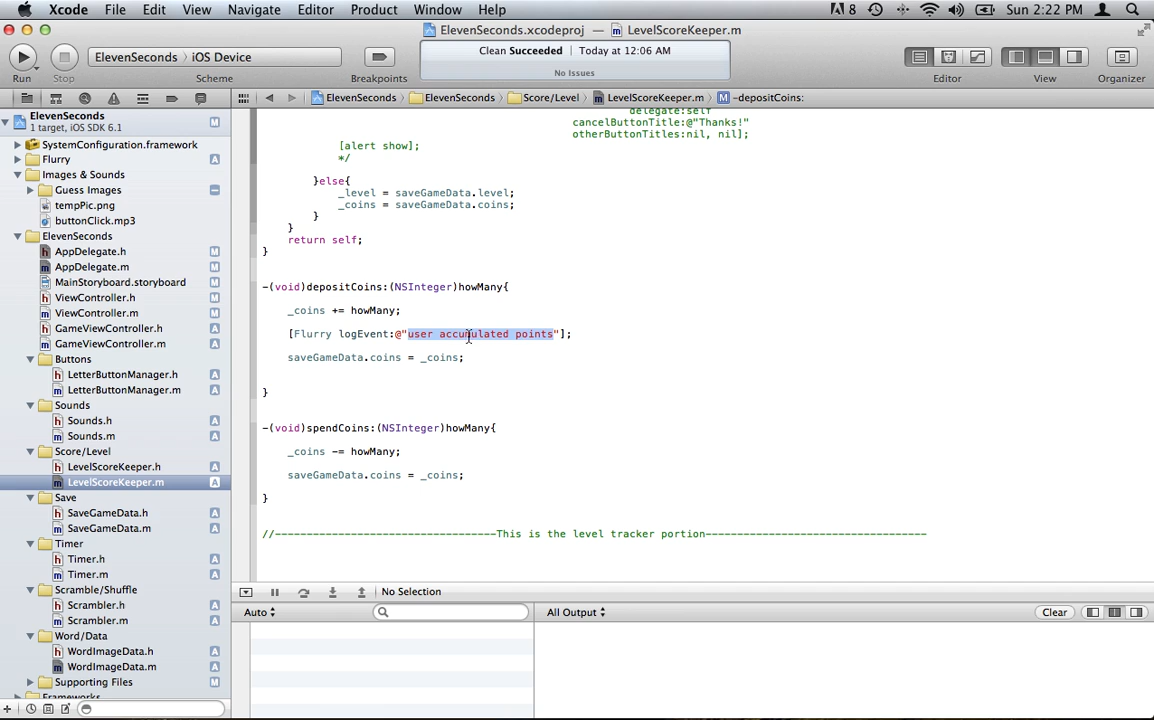 Xcode File Edit View Navigate Editor Product Window Help 8 Sun 2:22 PM
ElevenSeconds.xcodeproj — LevelScoreKeeper.m
ElevenSeconds iOS Device
Clean Succeeded | Today at 12:06 AM
No Issues
Run Stop Scheme Breakpoints Editor View Organizer
ElevenSeconds ElevenSeconds Score/Level LevelScoreKeeper.m M -depositCoins:
ElevenSeconds M
1 target, iOS SDK 6.1
SystemConfiguration.framework
Flurry A
Images & Sounds
Guess Images
tempPic.png
buttonClick.mp3
ElevenSeconds
AppDelegate.h M
AppDelegate.m M
MainStoryboard.storyboard M
ViewController.h M
ViewController.m M
GameViewController.h A
GameViewController.m A
Buttons
LetterButtonManager.h A
LetterButtonManager.m A
Sounds
Sounds.h A
Sounds.m A
Score/Level
LevelScoreKeeper.h A
LevelScoreKeeper.m A
Save
SaveGameData.h A
SaveGameData.m A
Timer
Timer.h A
Timer.m A
Scramble/Shuffle
Scrambler.h A
Scrambler.m A
Word/Data
WordImageData.h A
WordImageData.m A
Supporting Files M
Frameworks
delegate:self
cancelButtonTitle:@"Thanks!"
otherButtonTitles:nil, nil];
[alert show];
*/
}else{
_level = saveGameData.level;
_coins = saveGameData.coins;
}
}
return self;
}
-(void)depositCoins:(NSInteger)howMany{
_coins += howMany;
[Flurry logEvent:@"user accumulated points"];
saveGameData.coins = _coins;
}
-(void)spendCoins:(NSInteger)howMany{
_coins -= howMany;
saveGameData.coins = _coins;
}
//-----------------------------------This is the level tracker portion-----------------------------------
No Selection
Auto All Output Clear